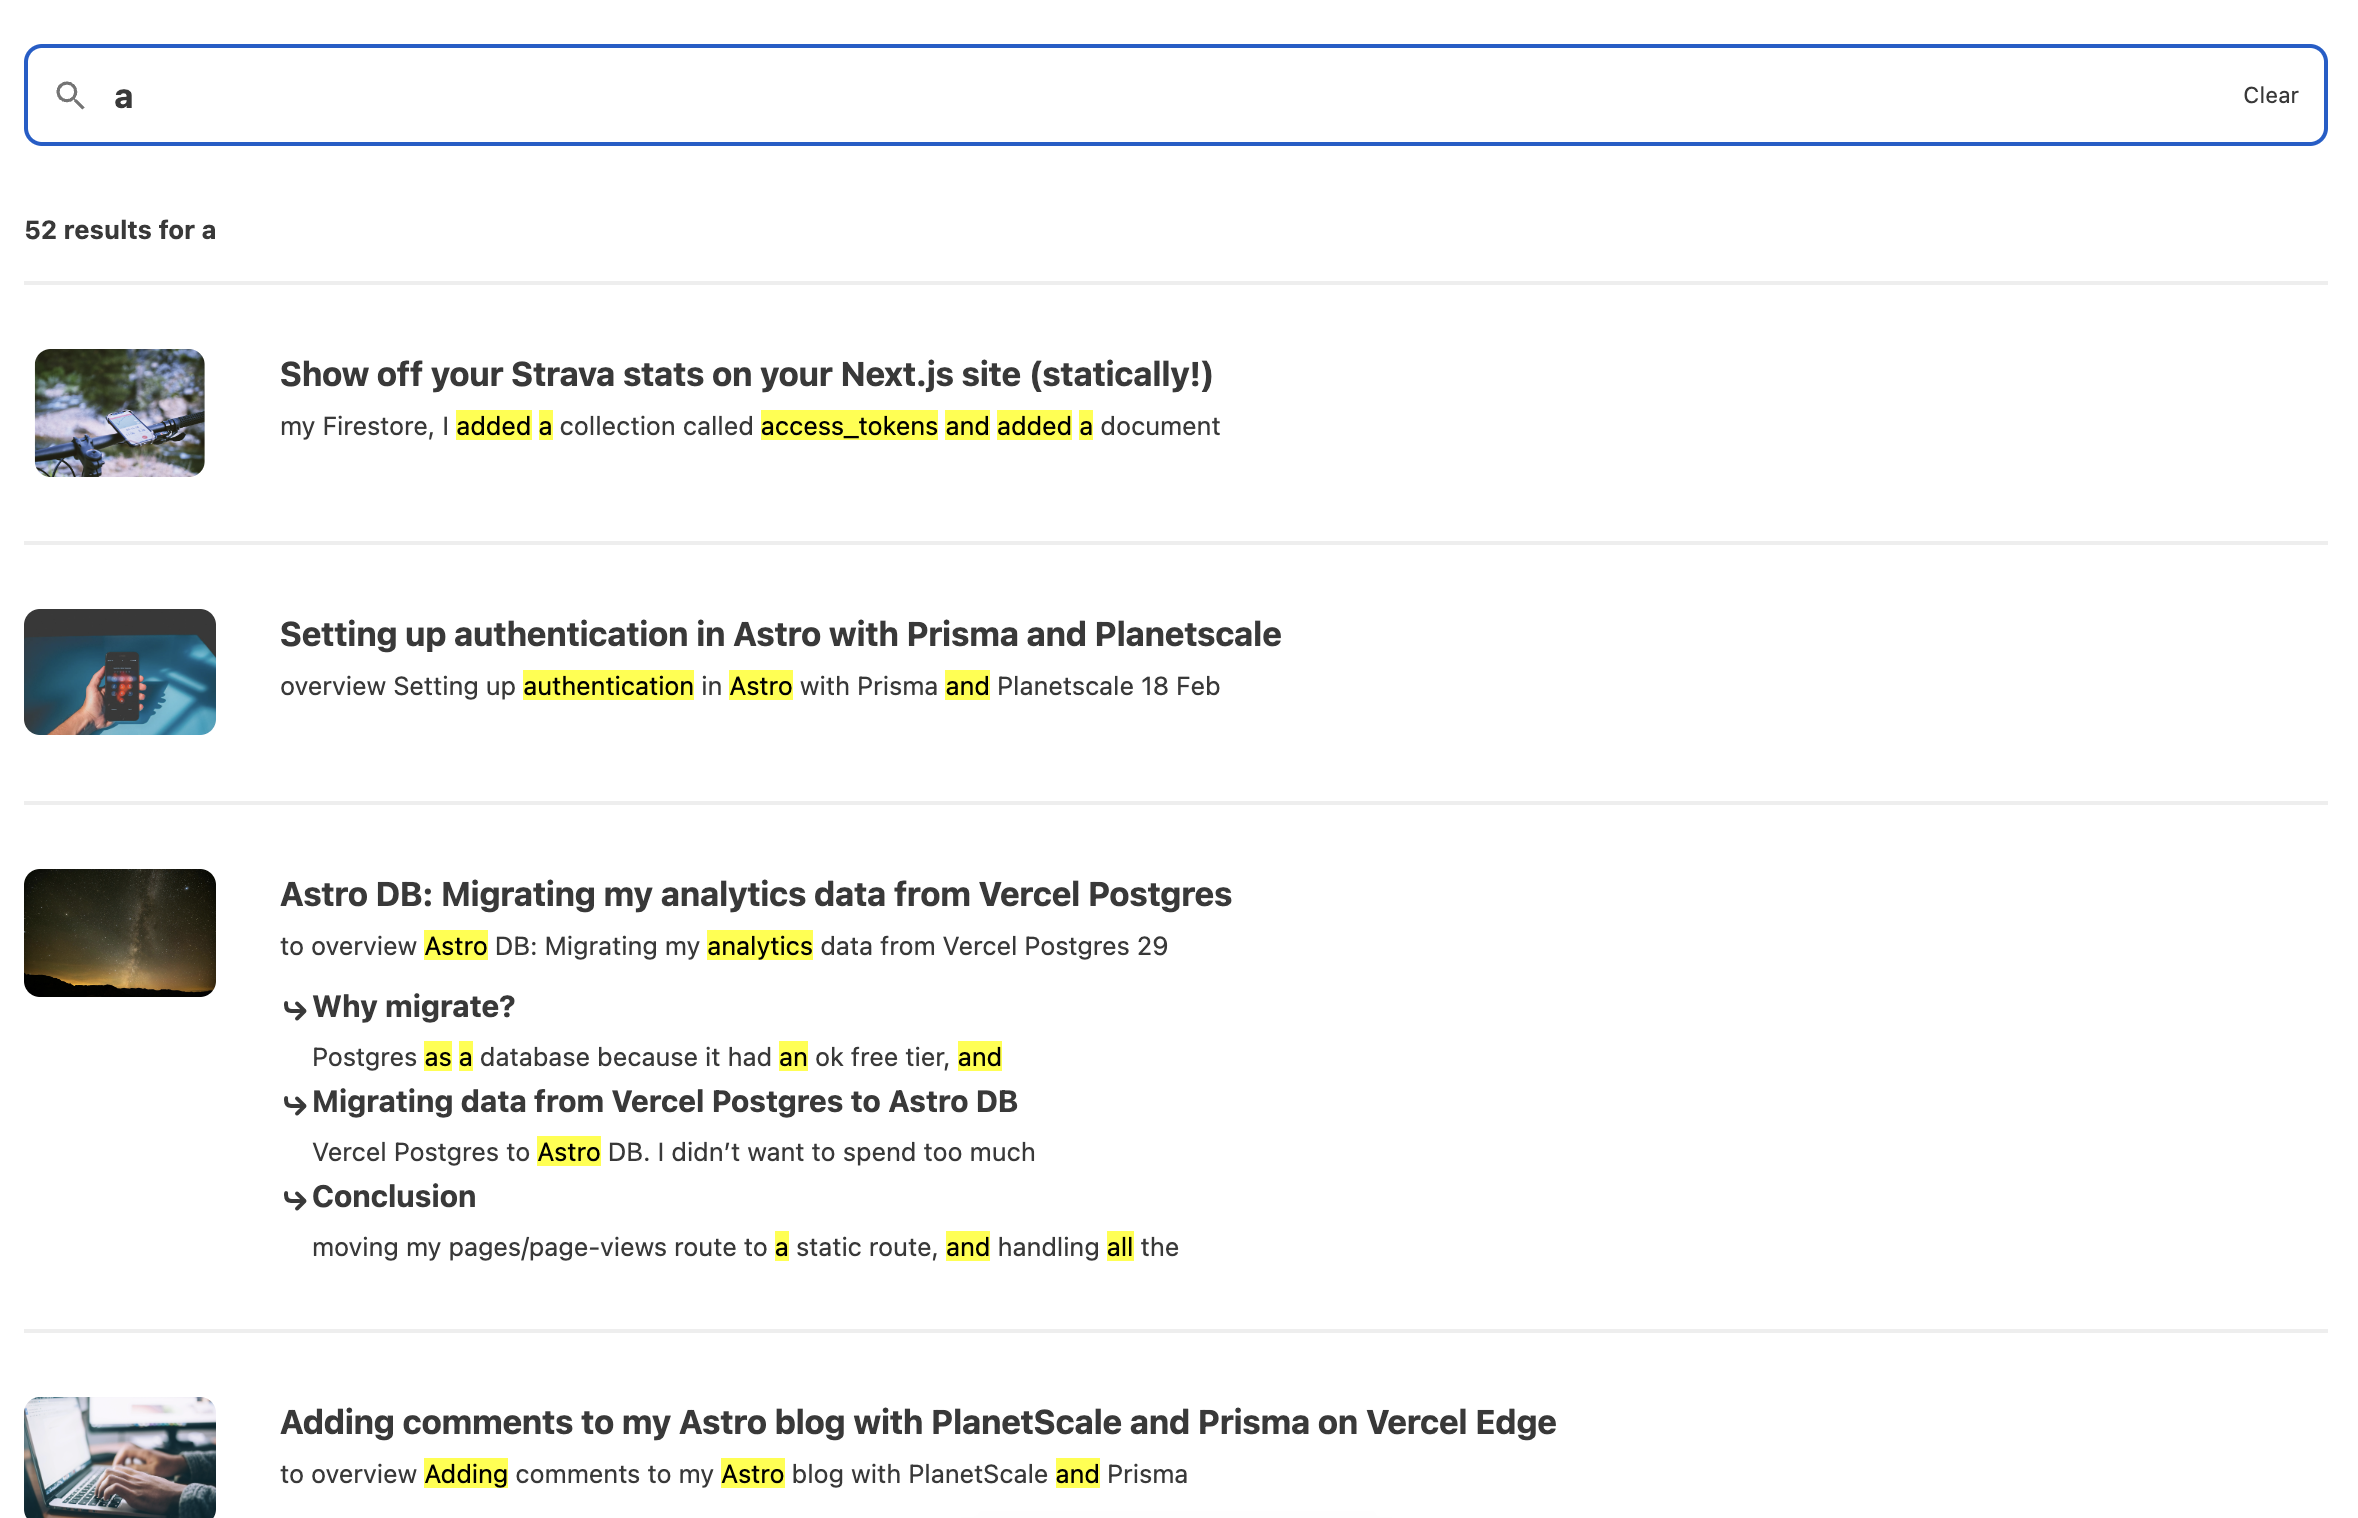 a
Clear
52 results for a
Show off your Strava stats on your Next.js site (statically!)
my Firestore, I added a collection called access_tokens and added a document
Setting up authentication in Astro with Prisma and Planetscale
overview Setting up authentication in Astro with Prisma and Planetscale 18 Feb
Astro DB: Migrating my analytics data from Vercel Postgres
to overview Astro DB: Migrating my analytics data from Vercel Postgres 29
Why migrate?
Postgres as a database because it had an ok free tier, and
Migrating data from Vercel Postgres to Astro DB
Vercel Postgres to Astro DB. I didn’t want to spend too much
Conclusion
moving my pages/page-views route to a static route, and handling all the
Adding comments to my Astro blog with PlanetScale and Prisma on Vercel Edge
to overview Adding comments to my Astro blog with PlanetScale and Prisma